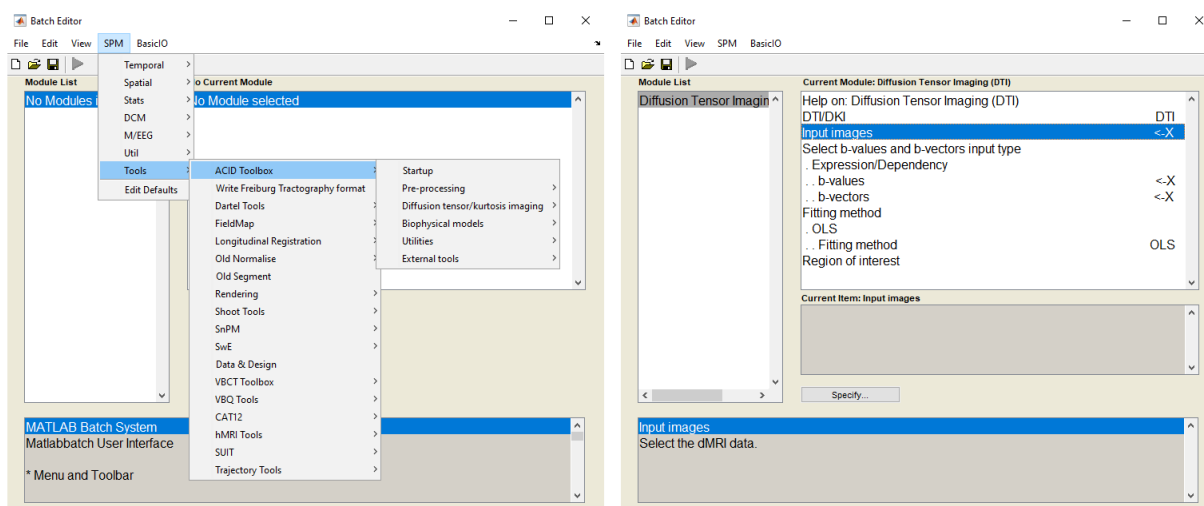 Batch Editor
File Edit View SPM BasicIO
Module List
No Current Module
No Modules i
No Module selected
Temporal
Spatial
Stats
DCM
M/EEG
Util
Tools
Edit Defaults
ACID Toolbox
Write Freiburg Tractography format
Dartel Tools
FieldMap
Longitudinal Registration
Old Normalise
Old Segment
Rendering
Shoot Tools
SnPM
SwE
Data & Design
VBCT Toolbox
VBQ Tools
CAT12
hMRI Tools
SUIT
Trajectory Tools
Startup
Pre-processing
Diffusion tensor/kurtosis imaging
Biophysical models
Utilities
External tools
MATLAB Batch System
Matlabbatch User Interface
* Menu and Toolbar
Batch Editor
File Edit View SPM BasicIO
Module List
Diffusion Tensor Imagin
Current Module: Diffusion Tensor Imaging (DTI)
Help on: Diffusion Tensor Imaging (DTI)
DTI/DKI DTI
Input images <-X
Select b-values and b-vectors input type
. Expression/Dependency
. . b-values <-X
. . b-vectors <-X
Fitting method
. OLS
. . Fitting method OLS
Region of interest
Current Item: Input images
Specify...
Input images
Select the dMRI data.